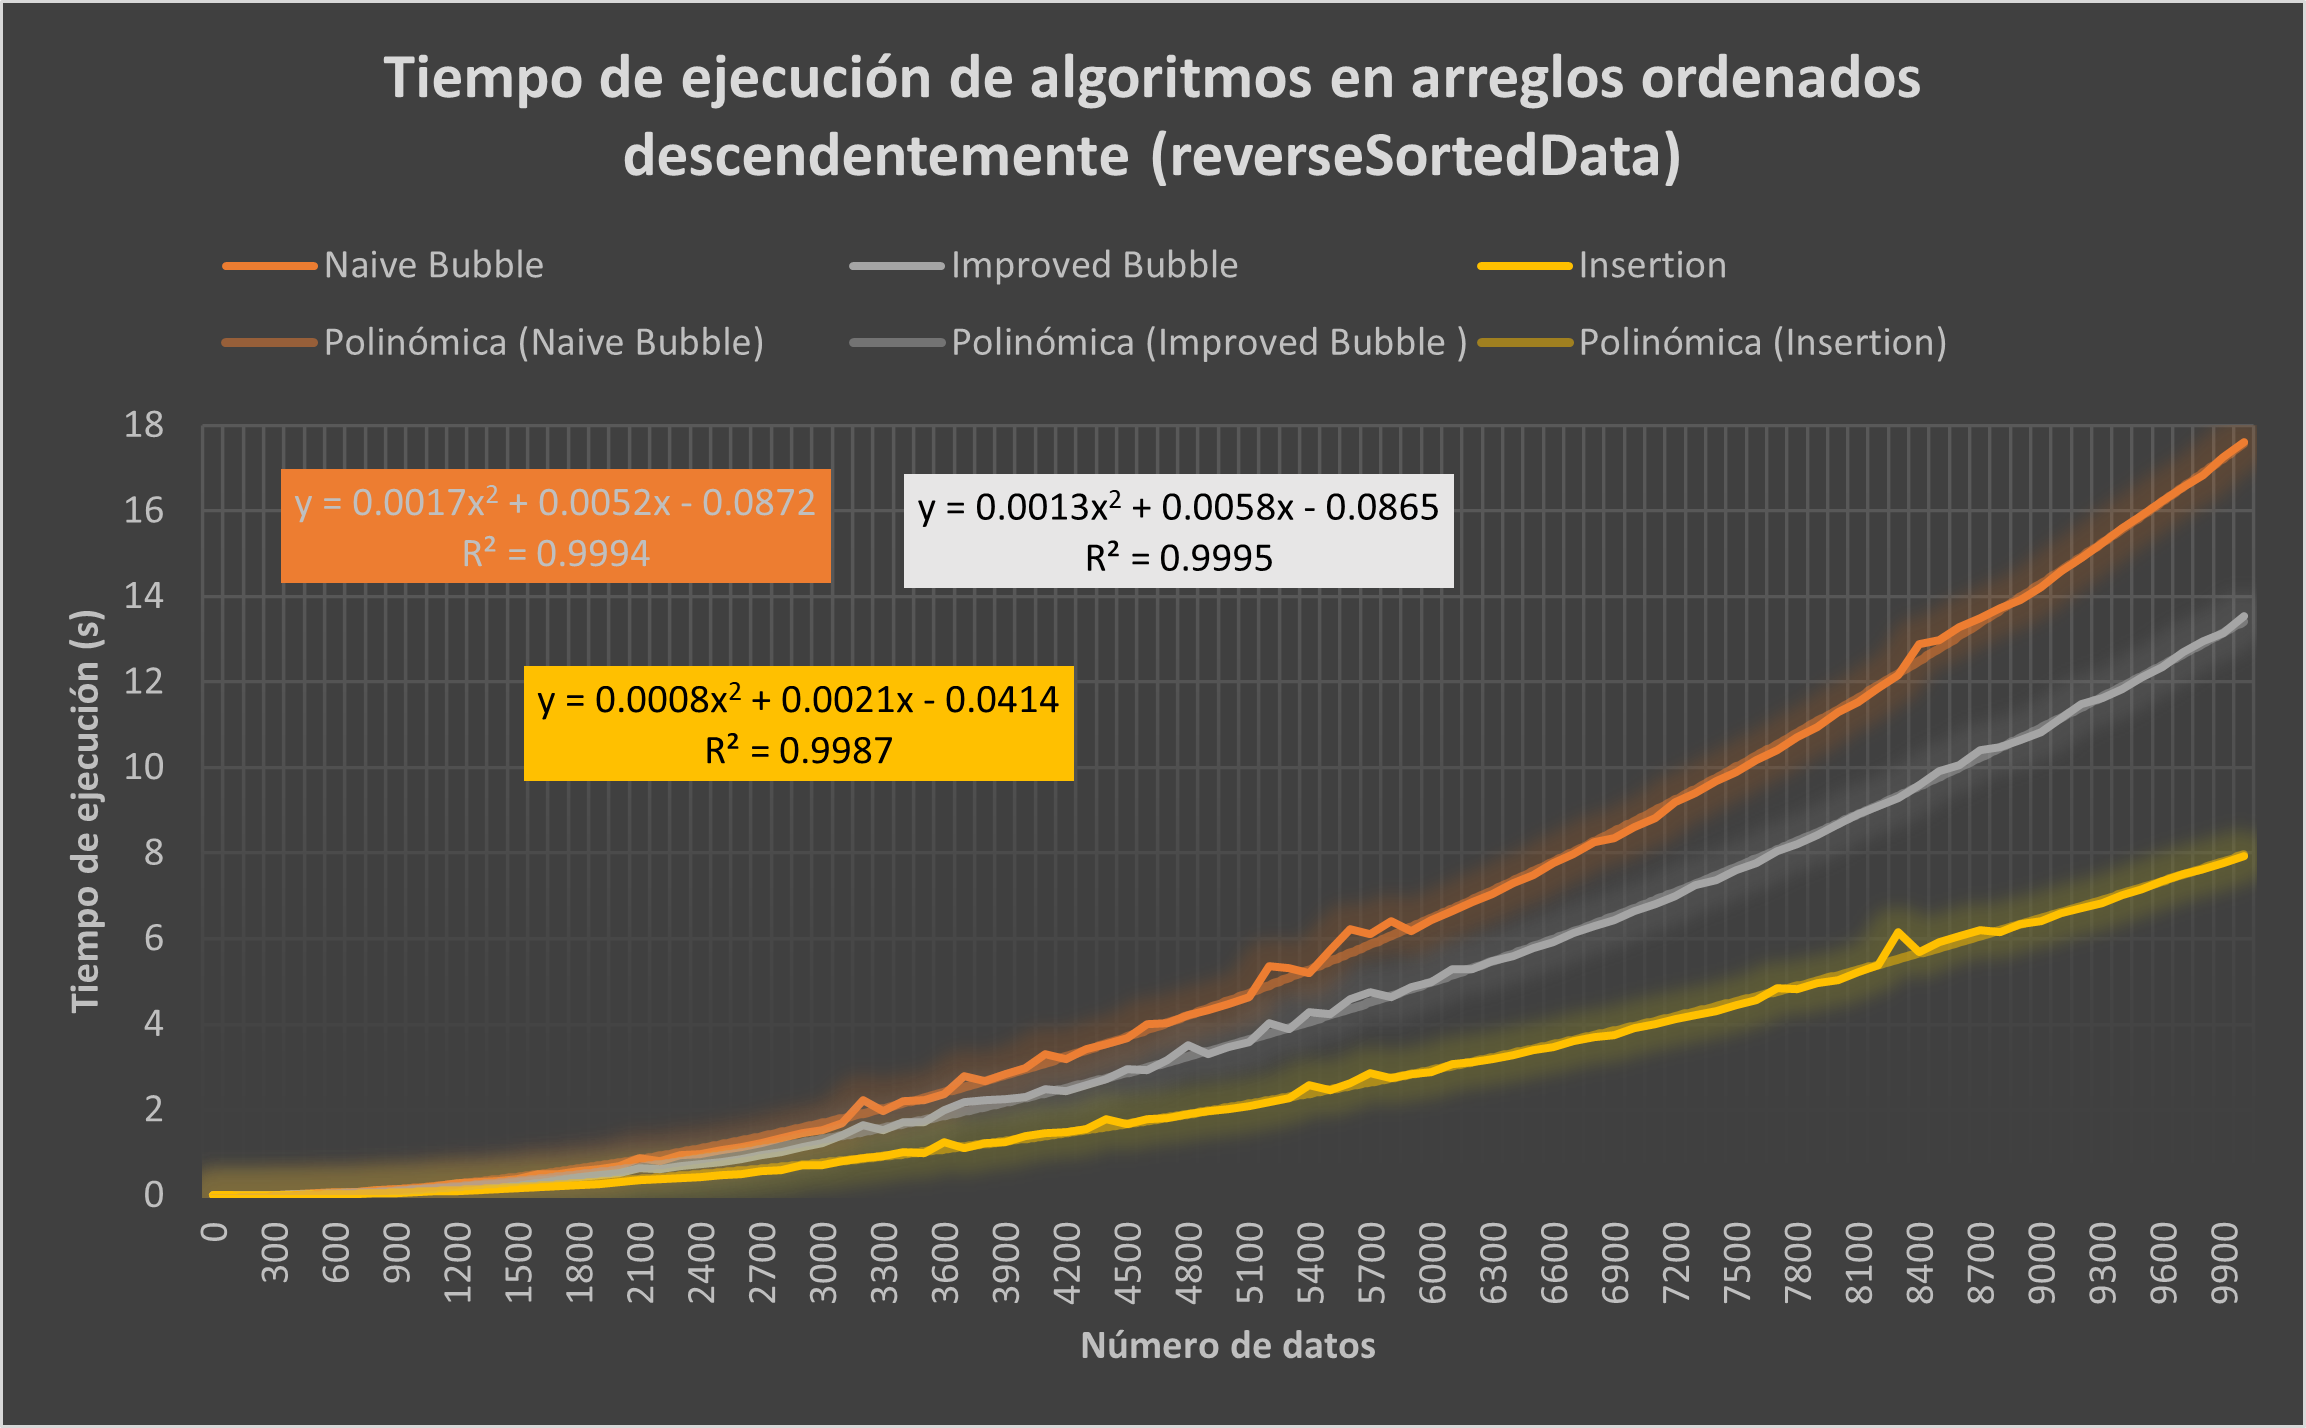 Tiempo de ejecución de algoritmos en arreglos ordenados
descendentemente (reverseSortedData)
Naive Bubble
Improved Bubble
Insertion
Polinómica (Naive Bubble)
Polinómica (Improved Bubble )
Polinómica (Insertion)
Tiempo de ejecución (s)
18
16
14
12
10
8
6
4
2
0
y = 0.0017x² + 0.0052x - 0.0872
R² = 0.9994
y = 0.0013x² + 0.0058x - 0.0865
R² = 0.9995
y = 0.0008x² + 0.0021x - 0.0414
R² = 0.9987
0
300
600
900
1200
1500
1800
2100
2400
2700
3000
3300
3600
3900
4200
4500
4800
5100
5400
5700
6000
6300
6600
6900
7200
7500
7800
8100
8400
8700
9000
9300
9600
9900
Número de datos